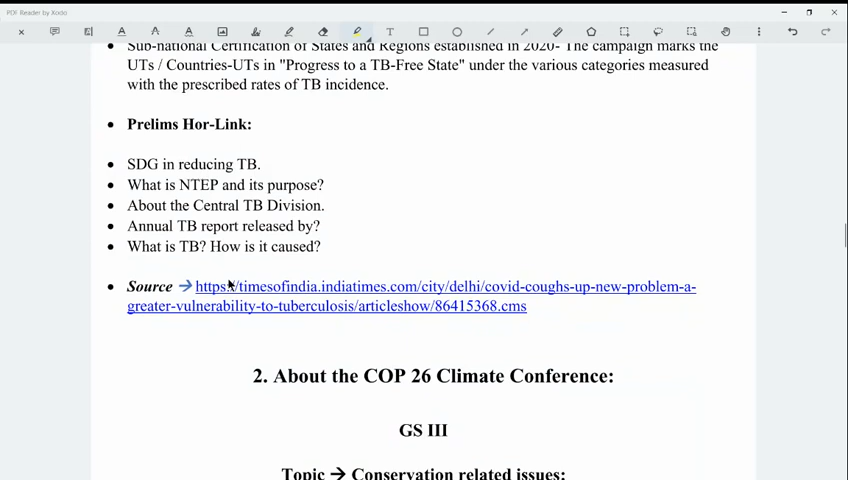 PDF Reader by Xodo
Sub-national Certification of States and Regions established in 2020- The campaign marks the
UTs / Countries-UTs in "Progress to a TB-Free State" under the various categories measured
with the prescribed rates of TB incidence.
Prelims Hor-Link:
SDG in reducing TB.
What is NTEP and its purpose?
About the Central TB Division.
Annual TB report released by?
What is TB? How is it caused?
Source → https://timesofindia.indiatimes.com/city/delhi/covid-coughs-up-new-problem-a-
greater-vulnerability-to-tuberculosis/articleshow/86415368.cms
2. About the COP 26 Climate Conference:
GS III
Topic → Conservation related issues: